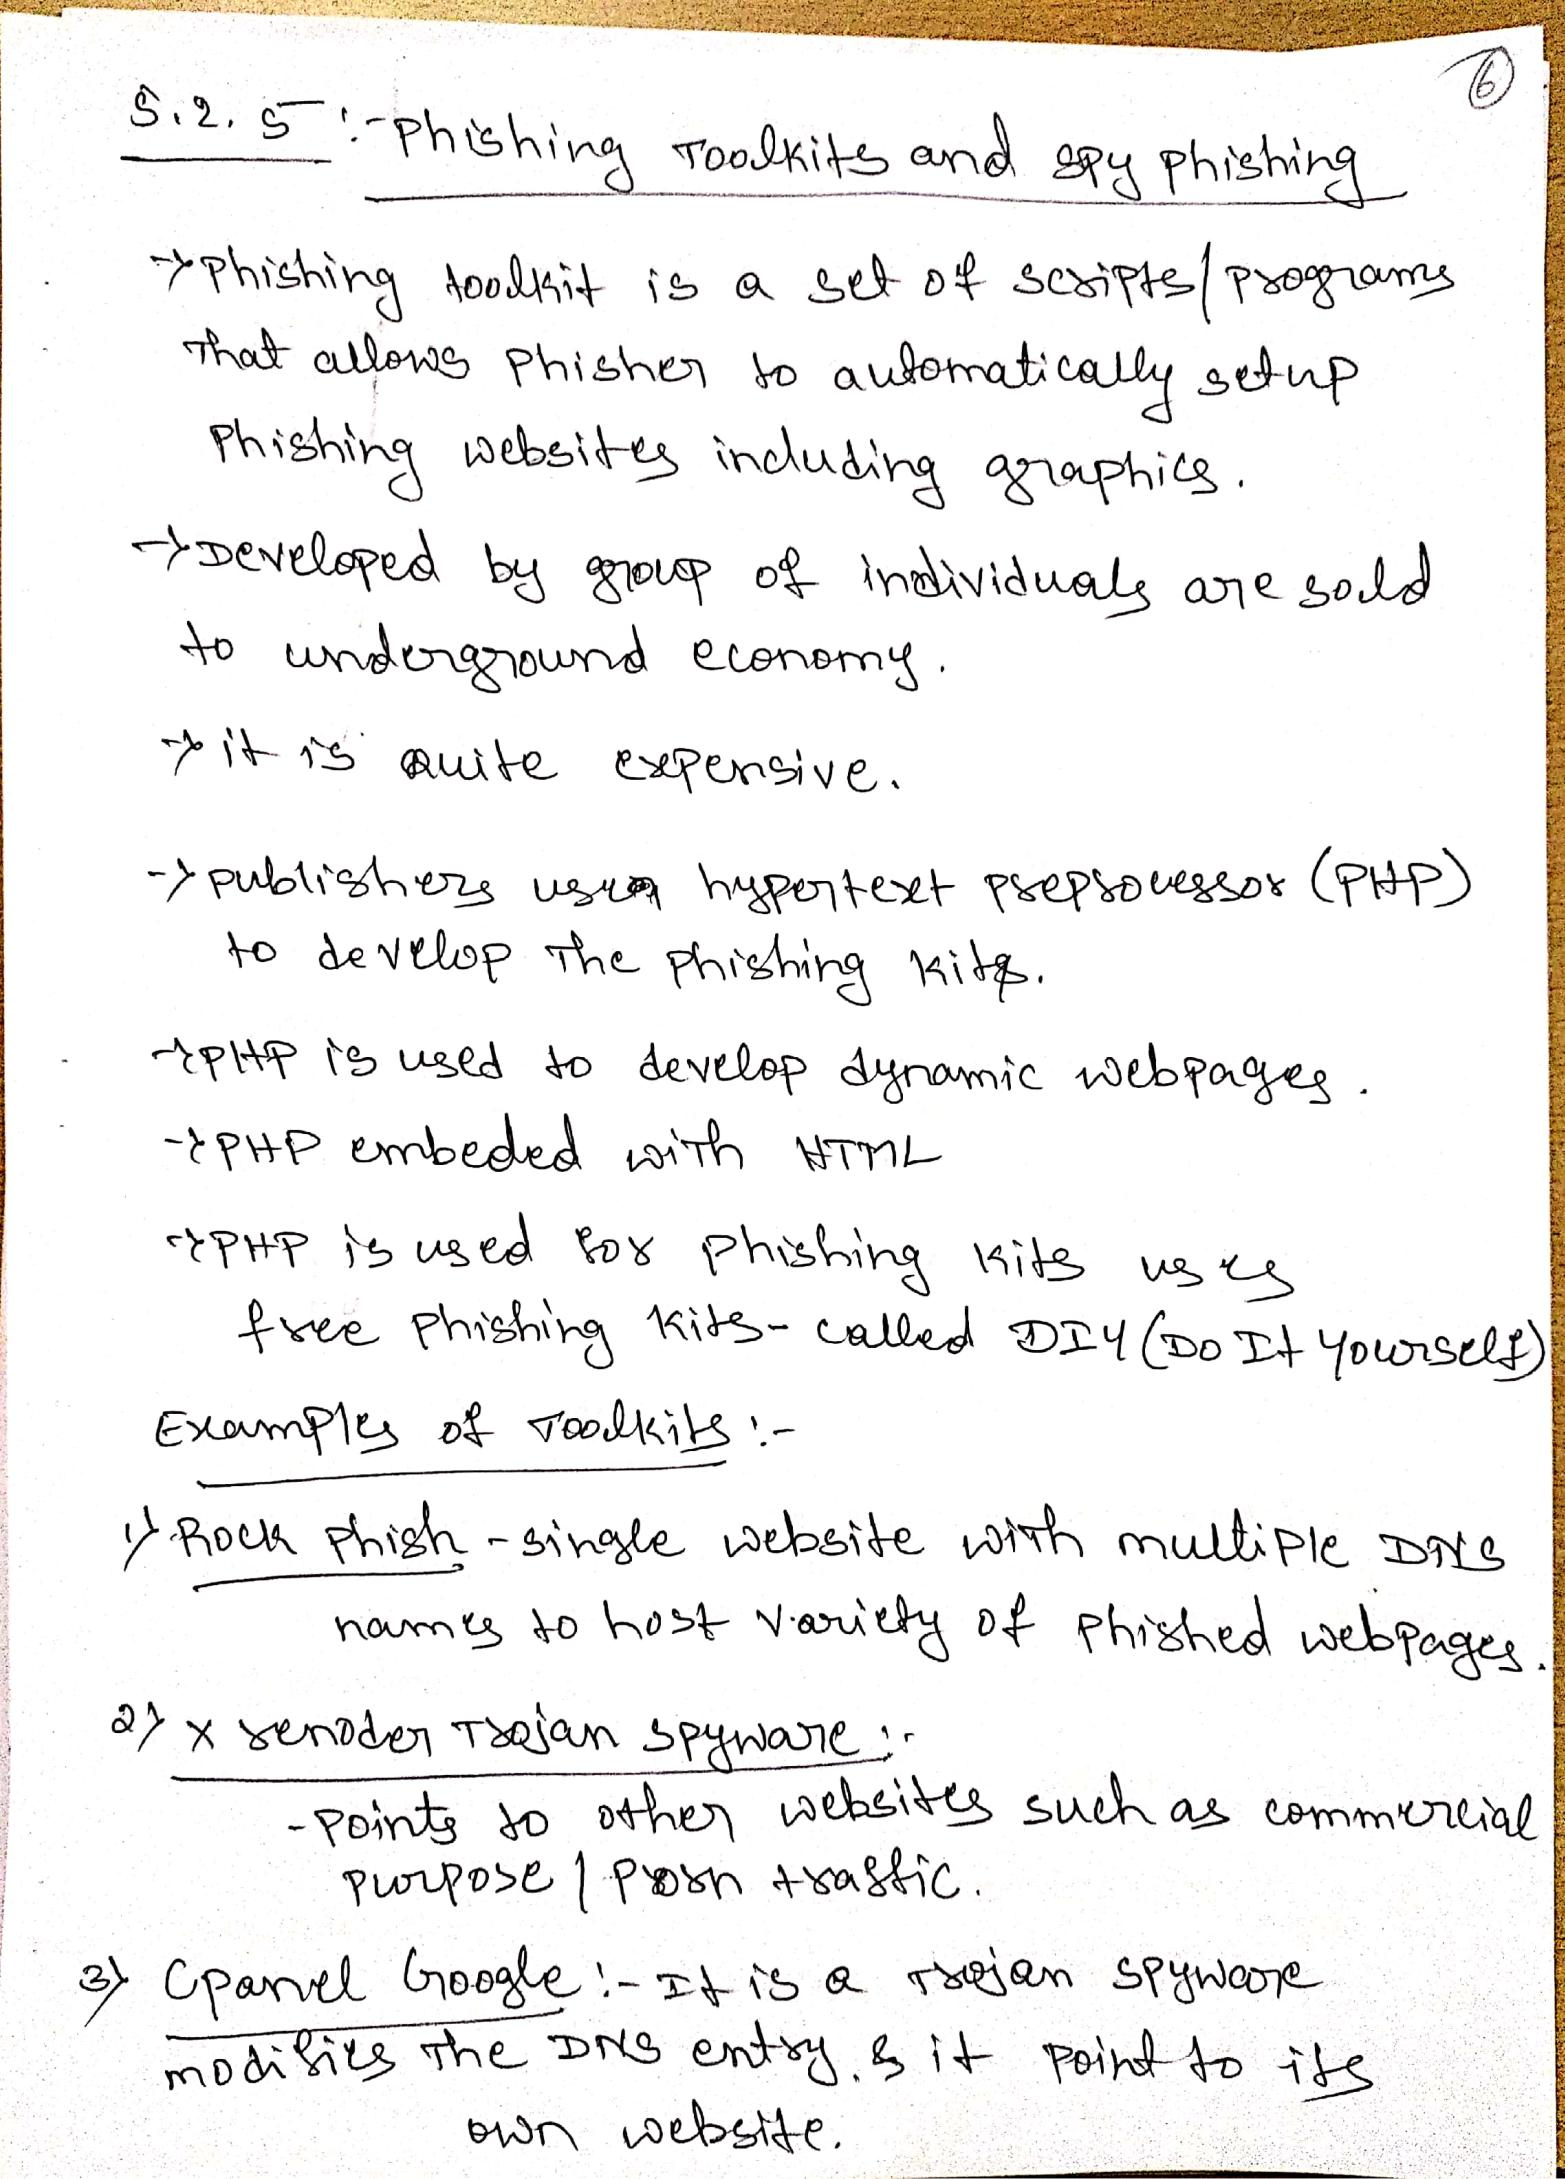 6
5.2.5 :- Phishing Toolkits and spy phishing
→ Phishing toolkit is a set of scripts/programs
That allows Phisher to automatically setup
Phishing websites including graphics.
→ Developed by group of individuals are sold
to underground economy.
→ it is Quite expensive.
→ publishers use hypertext preprocessor (PHP)
to develop The phishing kits.
→ PHP is used to develop dynamic webpages.
→ PHP embeded with HTML
→ PHP is used for phishing kits uses
free Phishing kits - called DIY (Do It Yourself)
Examples of Toolkits :-
1) Rock Phish - single website with multiple DNS
names to host variety of Phished webpages.
2) X renoder Trojan spyware :-
- Points to other websites such as commercial
purpose / Porn traffic.
3) Cpanel Google :- It is a Trojan spyware
modifies The DNS entry & it point to its
own website.